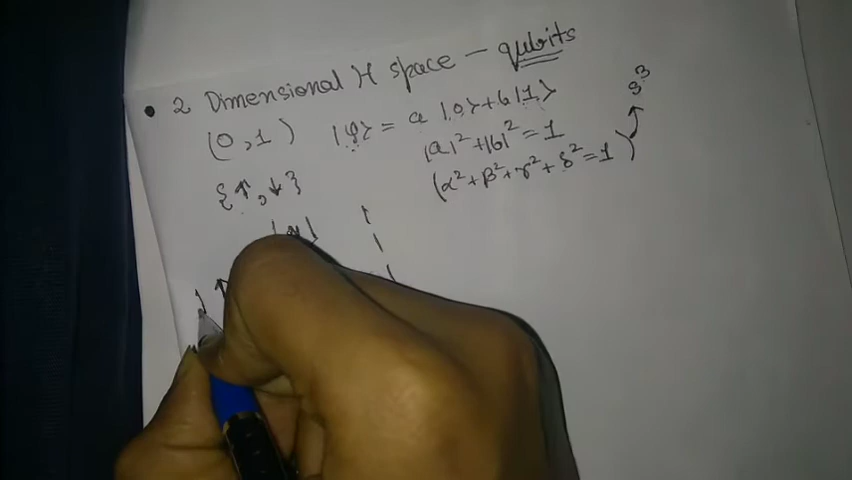 • 2 Dimensional H space - qubits
(0,1) |φ> = a |0>+b|1>
|a|²+|b|²=1
(α²+β²+γ²+δ²=1) → S³
{↑,↓}